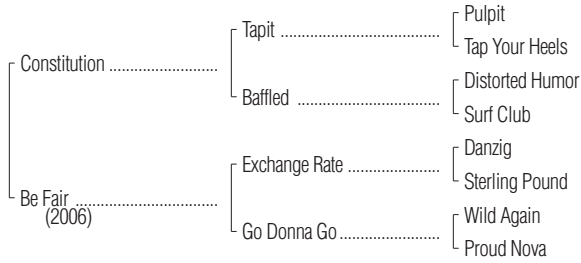 Pulpit
Tapit ........................................
Tap Your Heels
Constitution ...........................
Distorted Humor
Baffled ....................................
Surf Club
Danzig
Exchange Rate .......................
Sterling Pound
Be Fair ....................................
(2006)
Wild Again
Go Donna Go .........................
Proud Nova